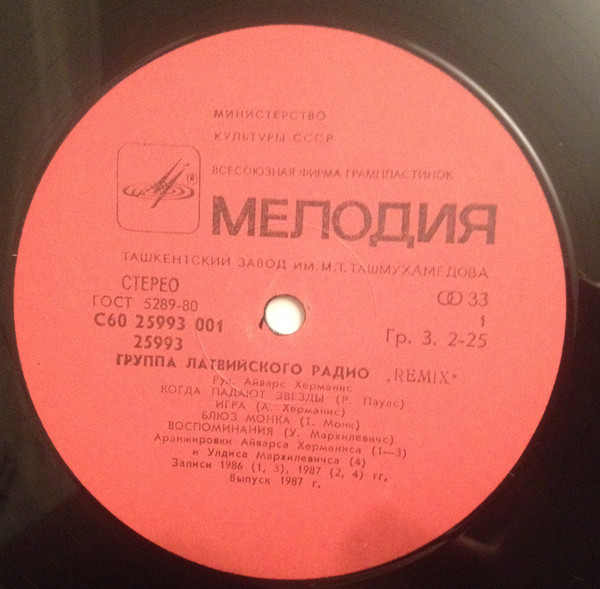 МИНИСТЕРСТВО
КУЛЬТУРЫ СССР
ВСЕСОЮЗНАЯ ФИРМА ГРАМПЛАСТИНОК
®
МЕЛОДИЯ
ТАШКЕНТСКИЙ ЗАВОД ИМ. М.Т. ТАШМУХАМЕДОВА
СТЕРЕО
33
ГОСТ 5289-80
1
С60 25993 001
Гр. 3. 2-25
25993
ГРУППА ЛАТВИЙСКОГО РАДИО „REMIX“
Рук. Айварс Херманис
КОГДА ПАДАЮТ ЗВЕЗДЫ (Р. Паулс)
ИГРА (А. Херманис)
БЛЮЗ МОНКА (Т. Монк)
ВОСПОМИНАНИЯ (У. Мархилевичс)
Аранжировки Айварса Херманиса (1—3)
и Улдиса Мархилевичса (4)
Записи 1986 (1, 3), 1987 (2, 4) гг.
Выпуск 1987 г.